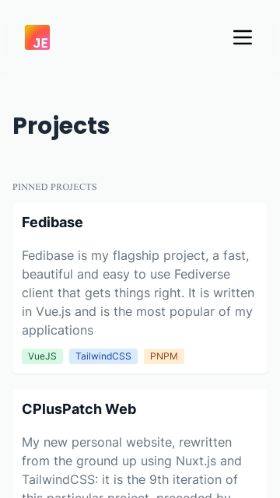 JE
Projects
PINNED PROJECTS
Fedibase
Fedibase is my flagship project, a fast,
beautiful and easy to use Fediverse
client that gets things right. It is written
in Vue.js and is the most popular of my
applications
VueJS TailwindCSS PNPM
CPlusPatch Web
My new personal website, rewritten
from the ground up using Nuxt.js and
TailwindCSS: it is the 9th iteration of
this particular project, preceded by